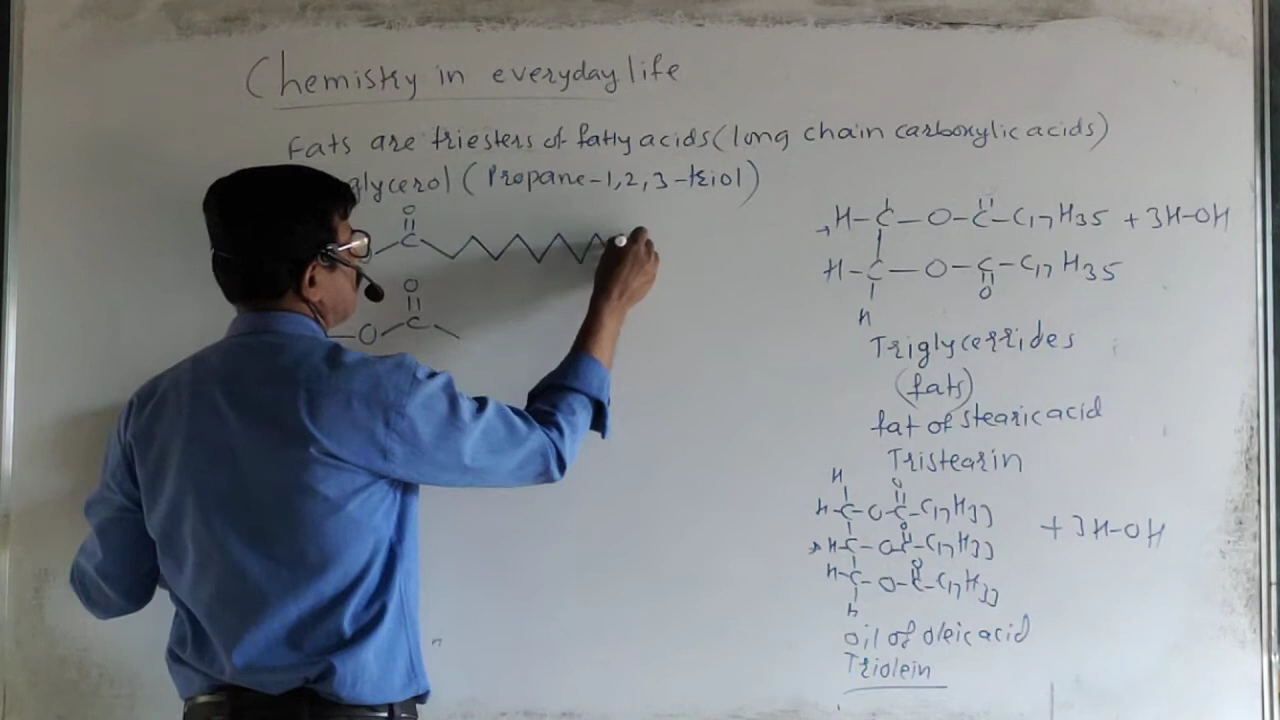 Chemistry in everyday life
Fats are triesters of fatty acids (long chain carboxylic acids)
glycerol (Propane-1,2,3-triol)
O
C
O
O C
H-C-O-C-C17H35 + 3H-OH
H-C-O-C-C17H35
O
H
Triglycerrides
(fats)
fat of stearic acid
Tristearin
H O
H-C-O-C-C17H33
O
H-C-O-C-C17H33
+ 3H-OH
O
H-C-O-C-C17H33
H
oil of oleic acid
Triolein